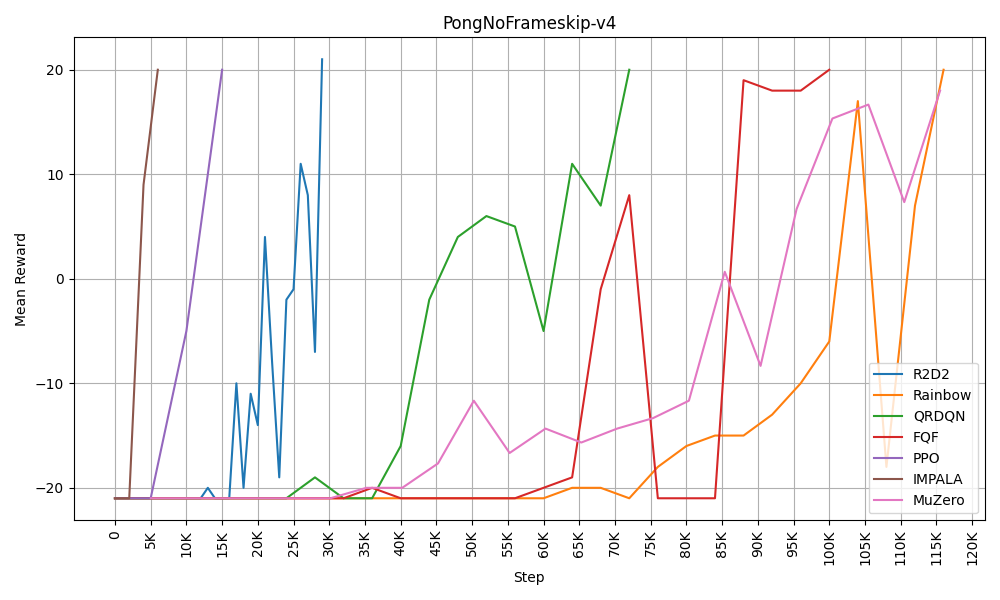 PongNoFrameskip-v4
Mean Reward
20
10
0
−10
−20
R2D2
Rainbow
QRDQN
FQF
PPO
IMPALA
MuZero
0
5K
10K
15K
20K
25K
30K
35K
40K
45K
50K
55K
60K
65K
70K
75K
80K
85K
90K
95K
100K
105K
110K
115K
120K
Step